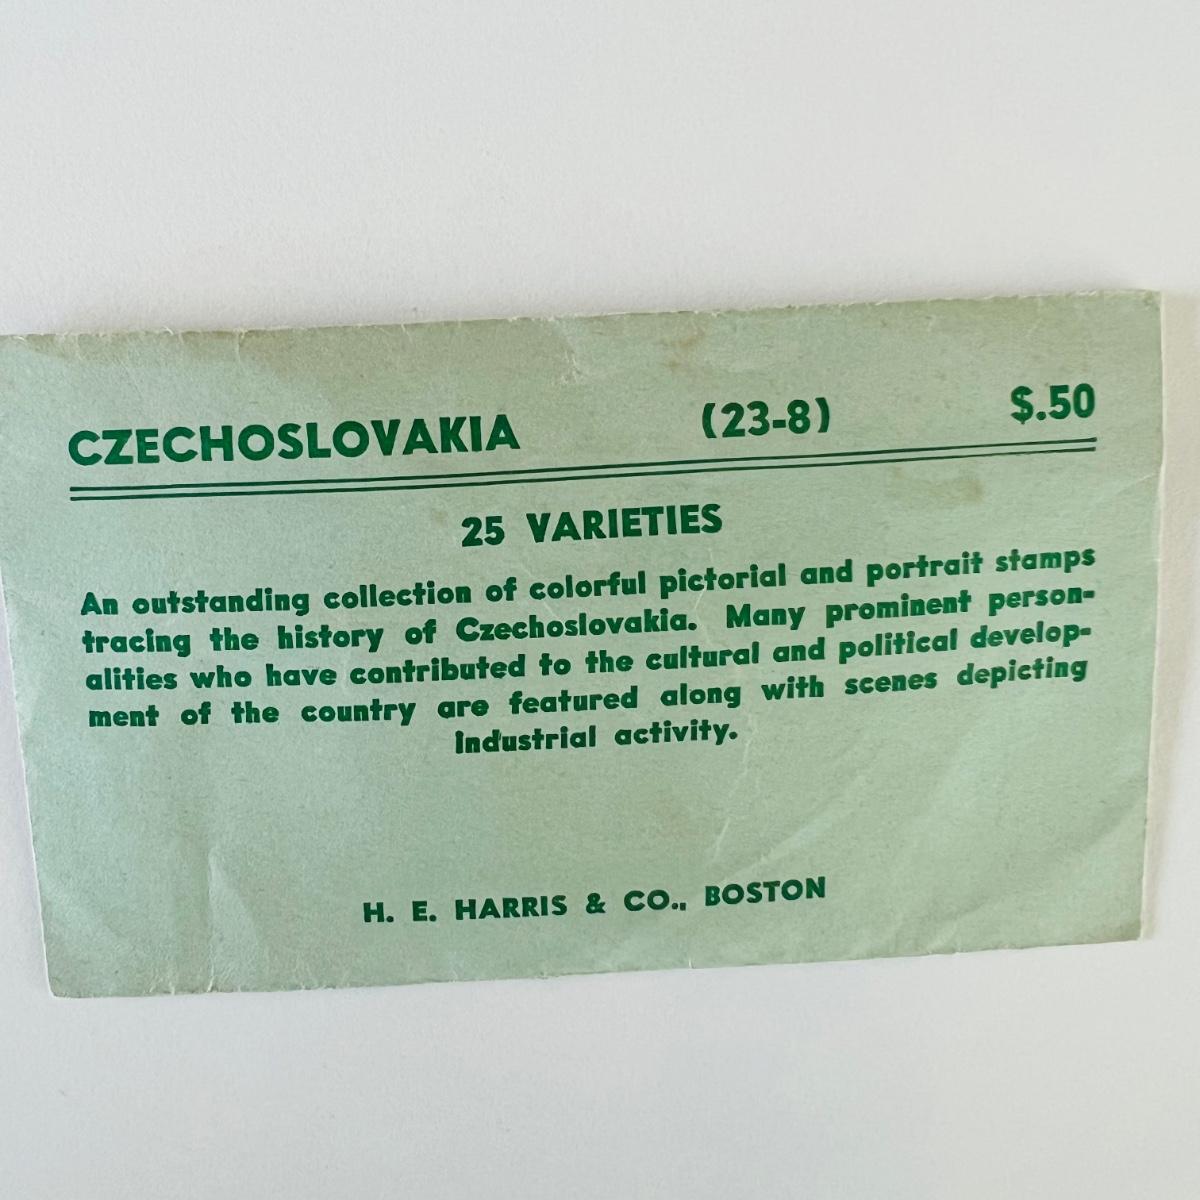 CZECHOSLOVAKIA (23-8) $.50
25 VARIETIES
An outstanding collection of colorful pictorial and portrait stamps
tracing the history of Czechoslovakia. Many prominent person-
alities who have contributed to the cultural and political develop-
ment of the country are featured along with scenes depicting
industrial activity.
H. E. HARRIS & CO., BOSTON